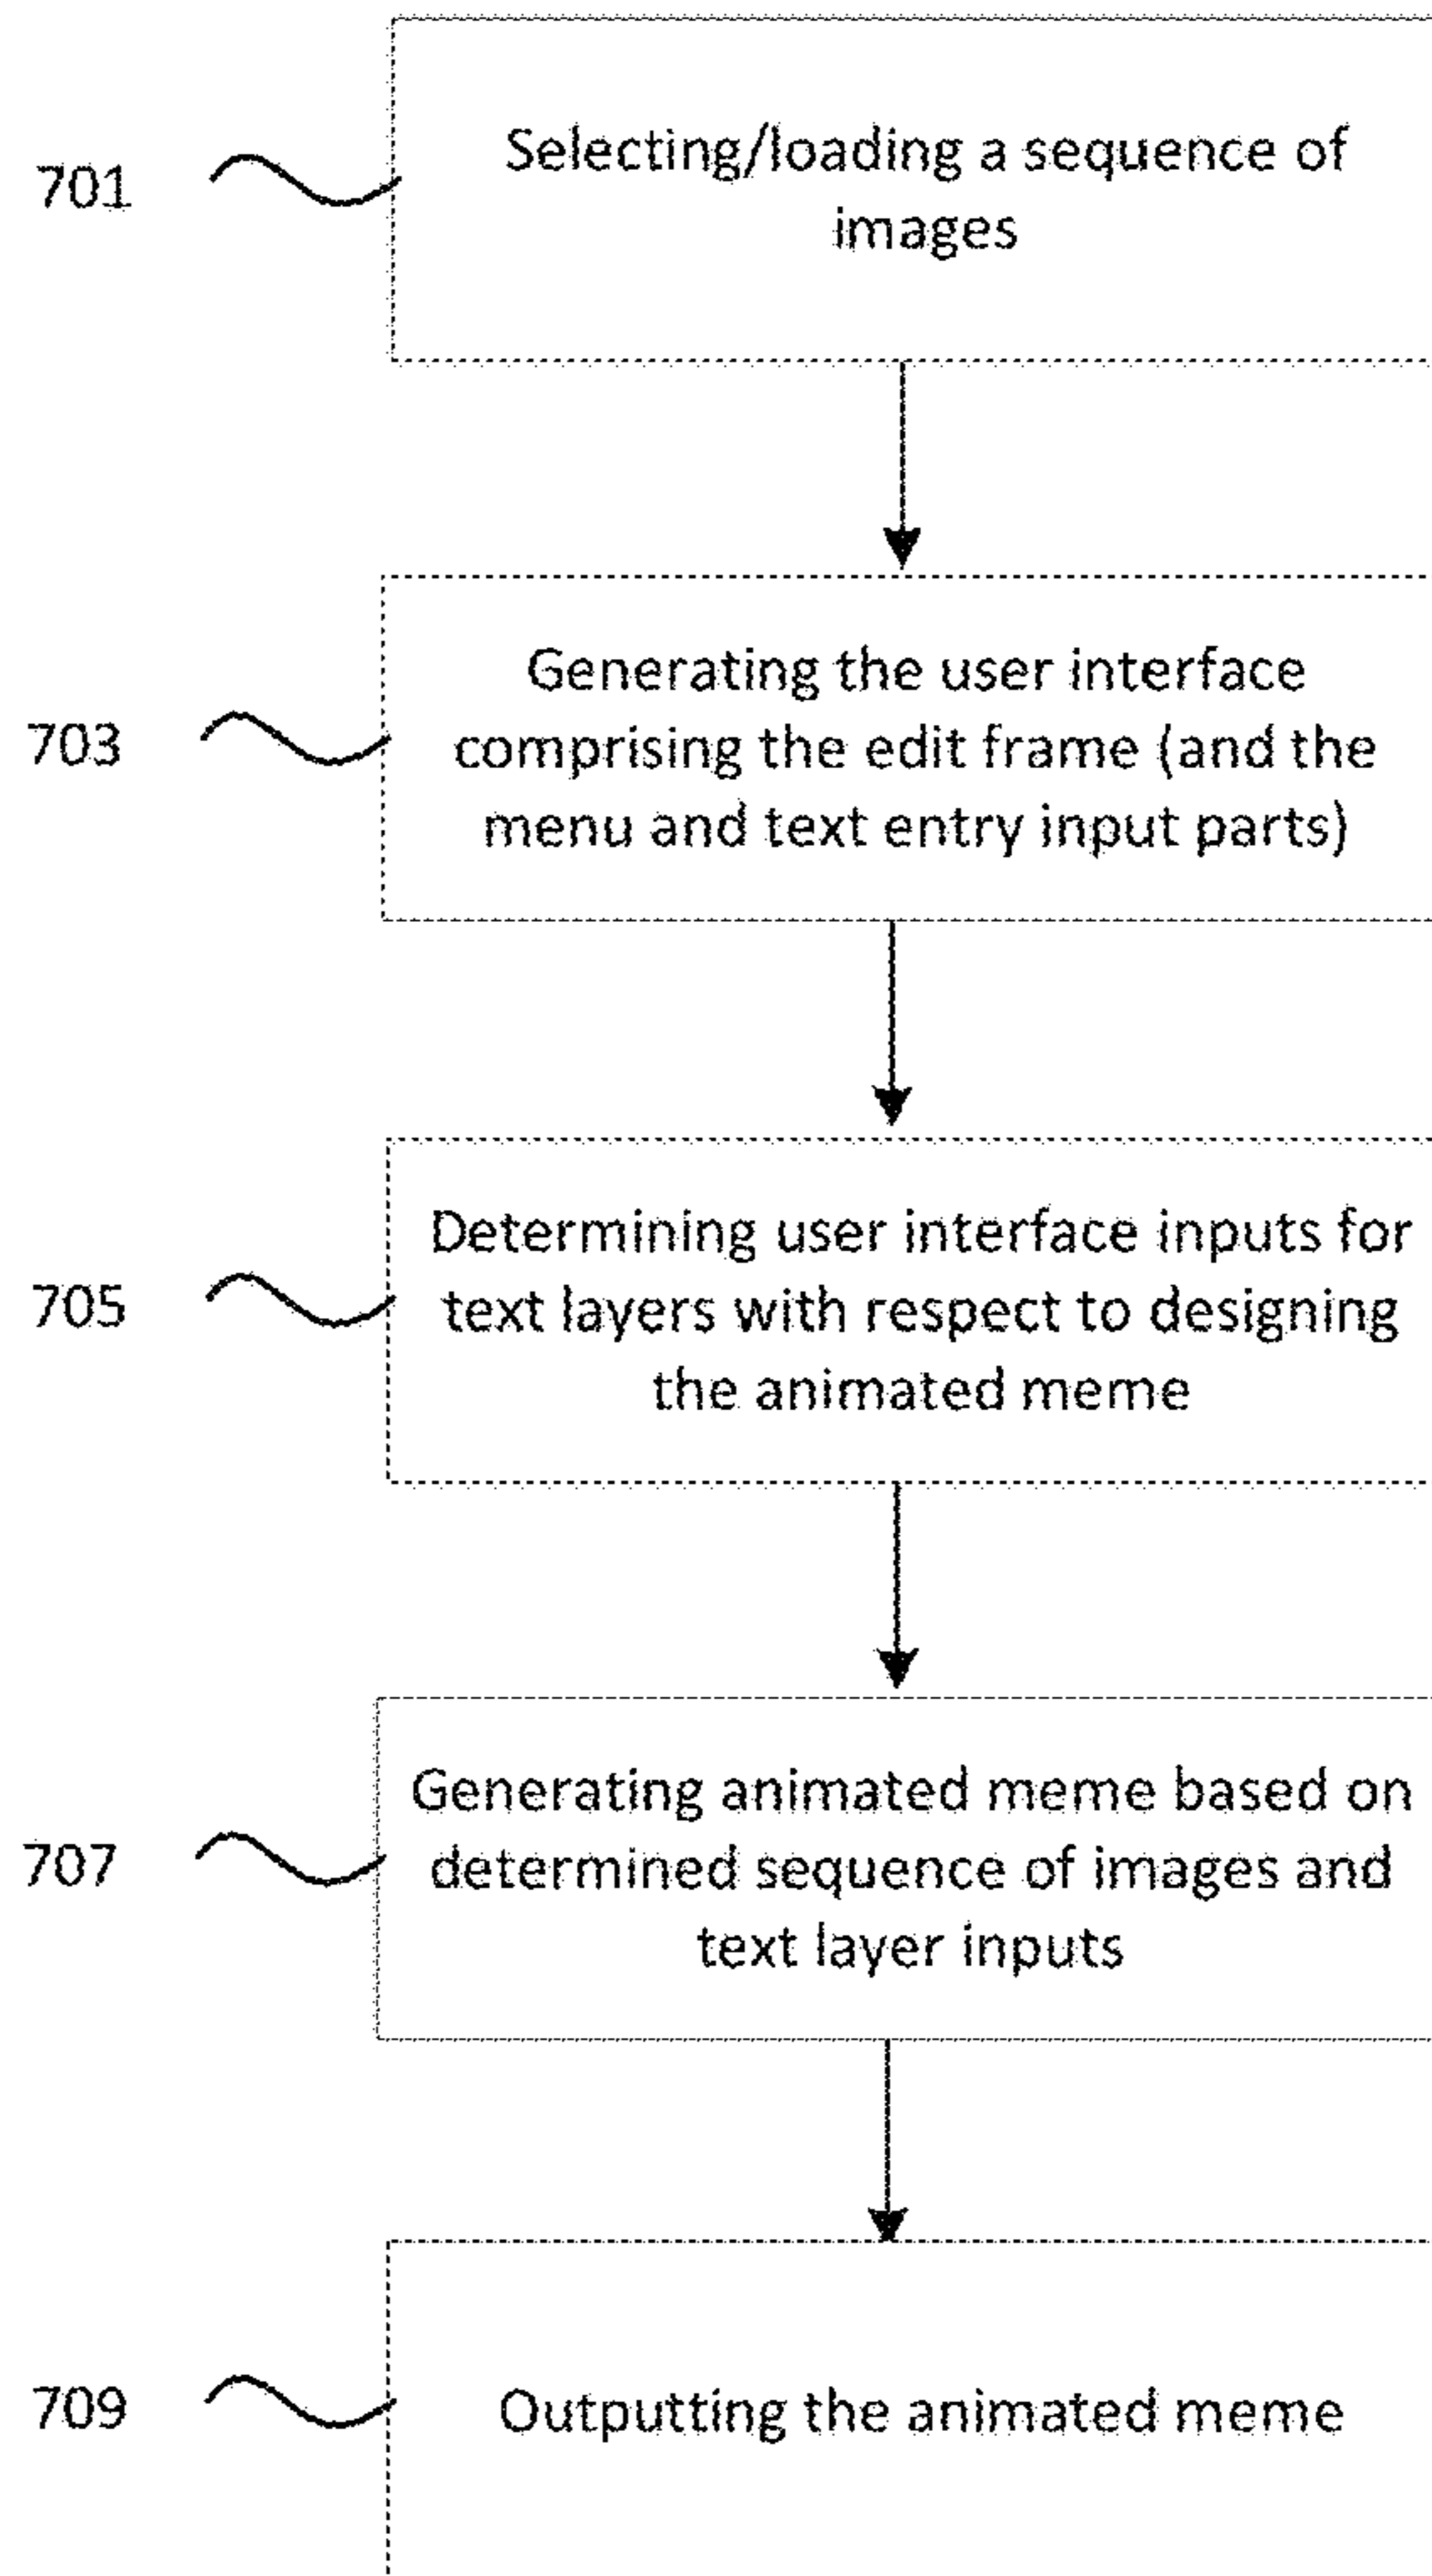 701
Selecting/loading a sequence of
images
703
Generating the user interface
comprising the edit frame (and the
menu and text entry input parts)
705
Determining user interface inputs for
text layers with respect to designing
the animated meme
707
Generating animated meme based on
determined sequence of images and
text layer inputs
709
Outputting the animated meme